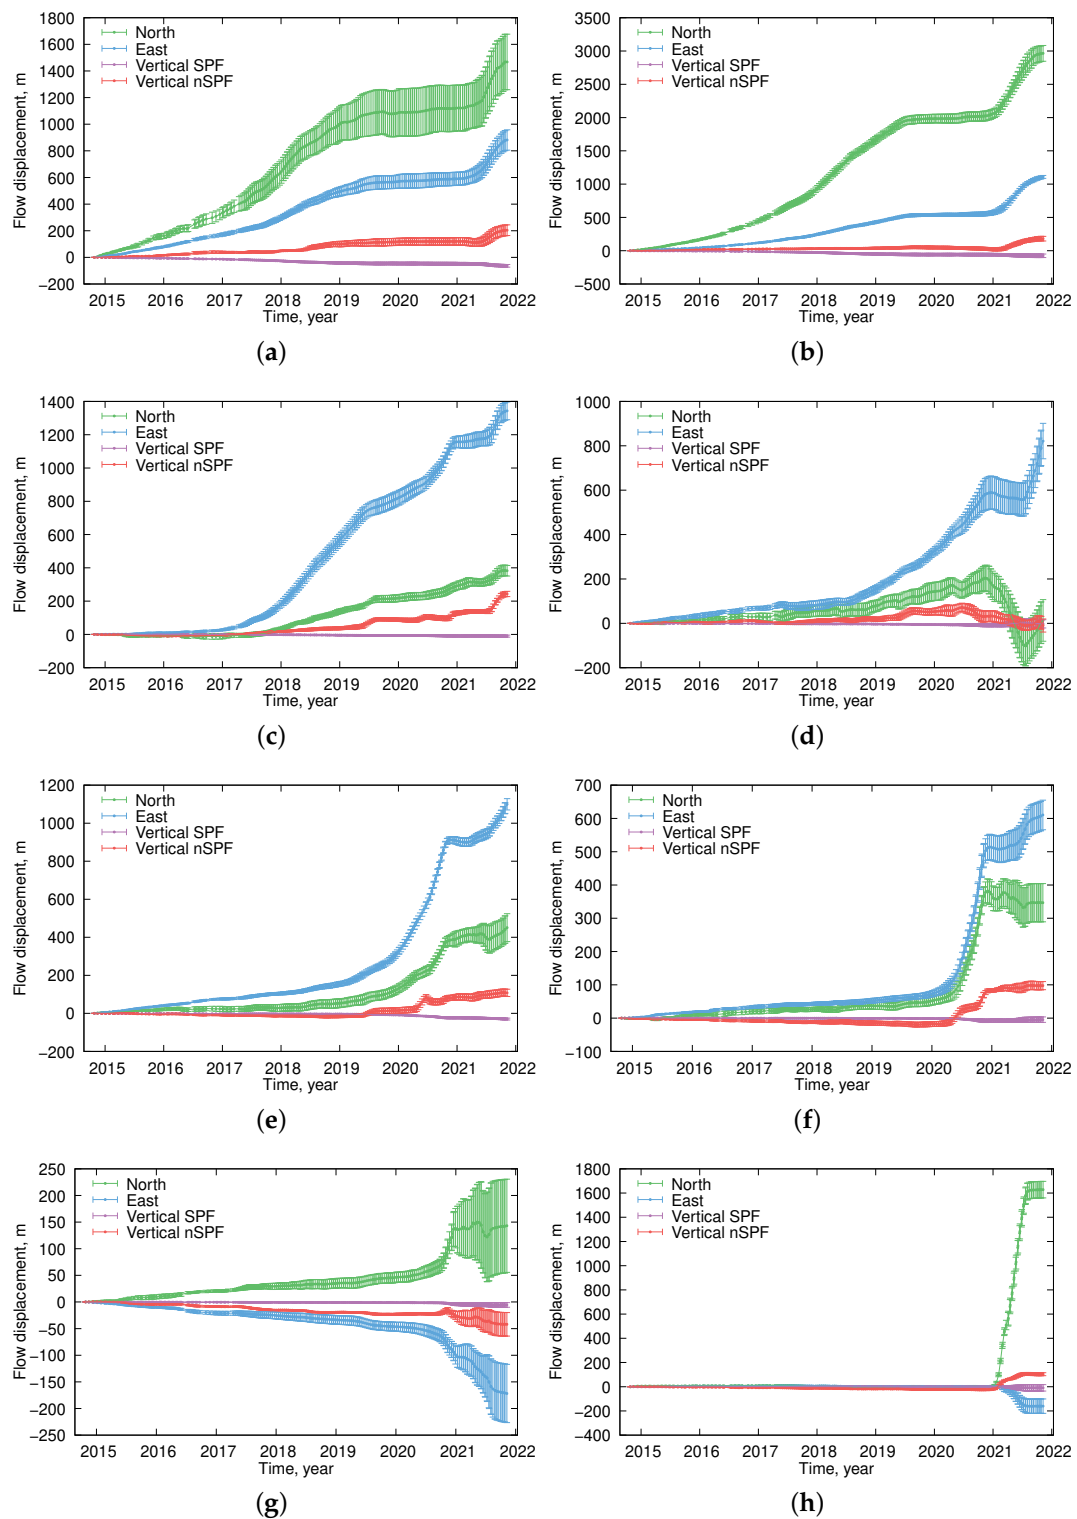 1800
1600
1400
1200
1000
800
600
400
200
0
−200
Flow displacement, m
North
East
Vertical SPF
Vertical nSPF
2015 2016 2017 2018 2019 2020 2021 2022
Time, year
(a)
3500
3000
2500
2000
1500
1000
500
0
−500
Flow displacement, m
North
East
Vertical SPF
Vertical nSPF
2015 2016 2017 2018 2019 2020 2021 2022
Time, year
(b)
1400
1200
1000
800
600
400
200
0
−200
Flow displacement, m
North
East
Vertical SPF
Vertical nSPF
2015 2016 2017 2018 2019 2020 2021 2022
Time, year
(c)
1000
800
600
400
200
0
−200
Flow displacement, m
North
East
Vertical SPF
Vertical nSPF
2015 2016 2017 2018 2019 2020 2021 2022
Time, year
(d)
1200
1000
800
600
400
200
0
−200
Flow displacement, m
North
East
Vertical SPF
Vertical nSPF
2015 2016 2017 2018 2019 2020 2021 2022
Time, year
(e)
700
600
500
400
300
200
100
0
−100
Flow displacement, m
North
East
Vertical SPF
Vertical nSPF
2015 2016 2017 2018 2019 2020 2021 2022
Time, year
(f)
250
200
150
100
50
0
−50
−100
−150
−200
−250
Flow displacement, m
North
East
Vertical SPF
Vertical nSPF
2015 2016 2017 2018 2019 2020 2021 2022
Time, year
(g)
1800
1600
1400
1200
1000
800
600
400
200
0
−200
−400
Flow displacement, m
North
East
Vertical SPF
Vertical nSPF
2015 2016 2017 2018 2019 2020 2021 2022
Time, year
(h)